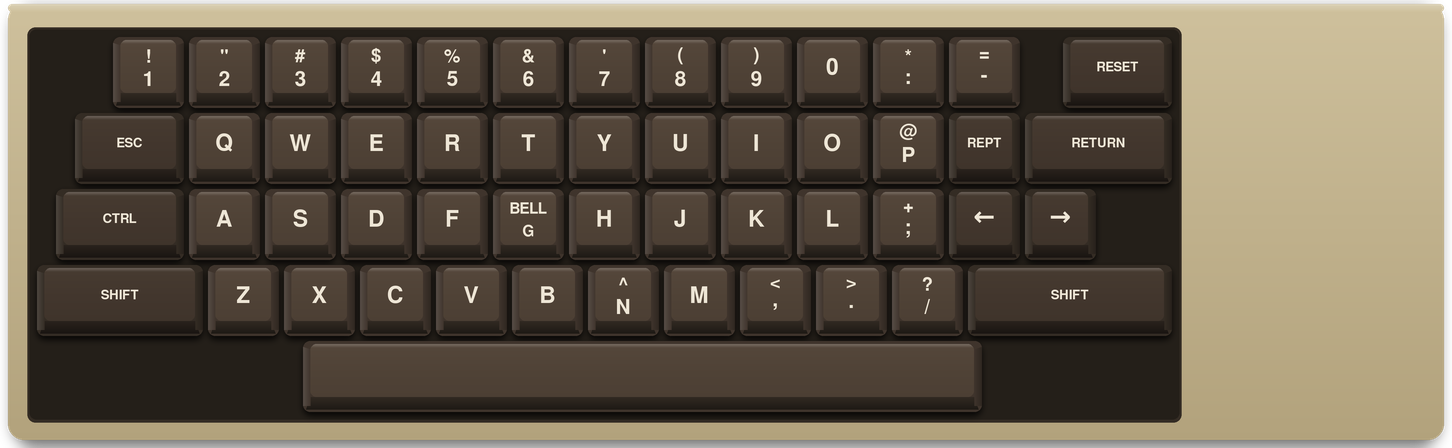 ! " # $ % & ' ( ) * =
1 2 3 4 5 6 7 8 9 0 : - RESET
ESC Q W E R T Y U I O @ P REPT RETURN
CTRL A S D F BELL G H J K L + ; ← →
SHIFT Z X C V B ^ N M < , > . ? / SHIFT